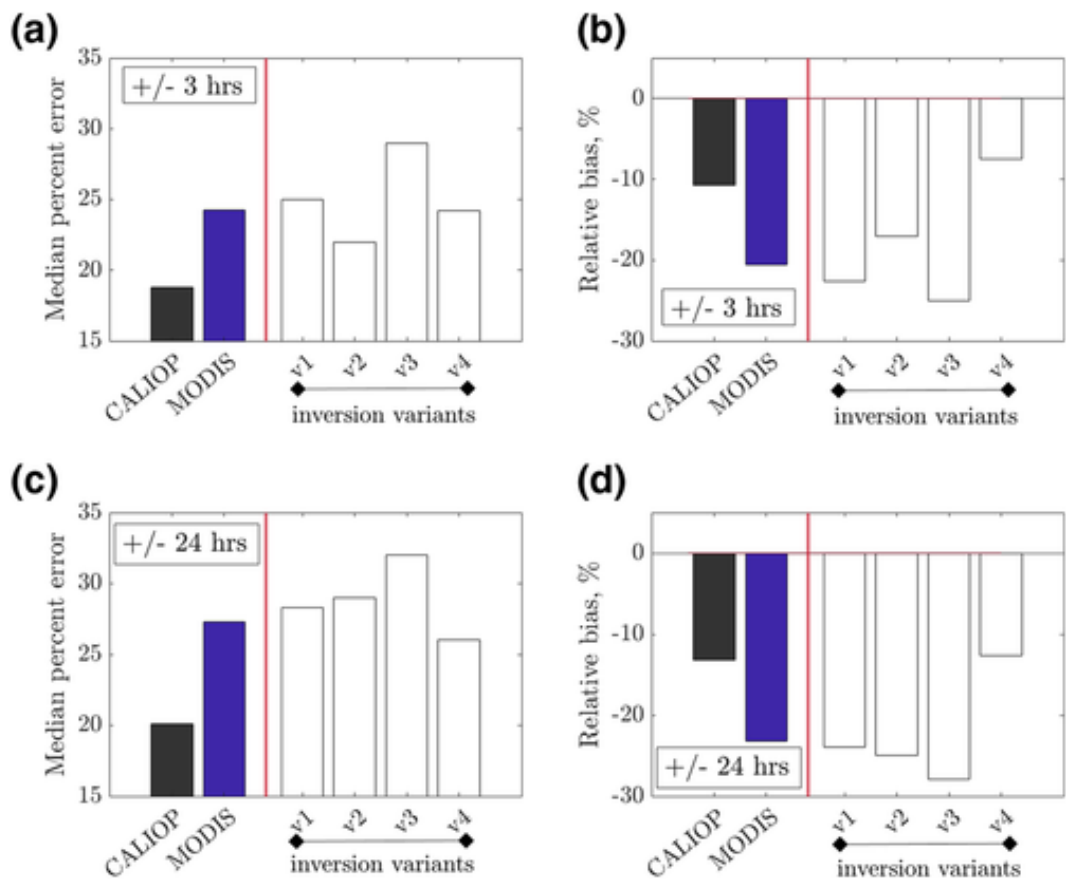 (a)
Median percent error
35
30
25
20
15
+/- 3 hrs
CALIOP
MODIS
v1
v2
v3
v4
inversion variants
(b)
Relative bias, %
0
-10
-20
-30
+/- 3 hrs
CALIOP
MODIS
v1
v2
v3
v4
inversion variants
(c)
Median percent error
35
30
25
20
15
+/- 24 hrs
CALIOP
MODIS
v1
v2
v3
v4
inversion variants
(d)
Relative bias, %
0
-10
-20
-30
+/- 24 hrs
CALIOP
MODIS
v1
v2
v3
v4
inversion variants